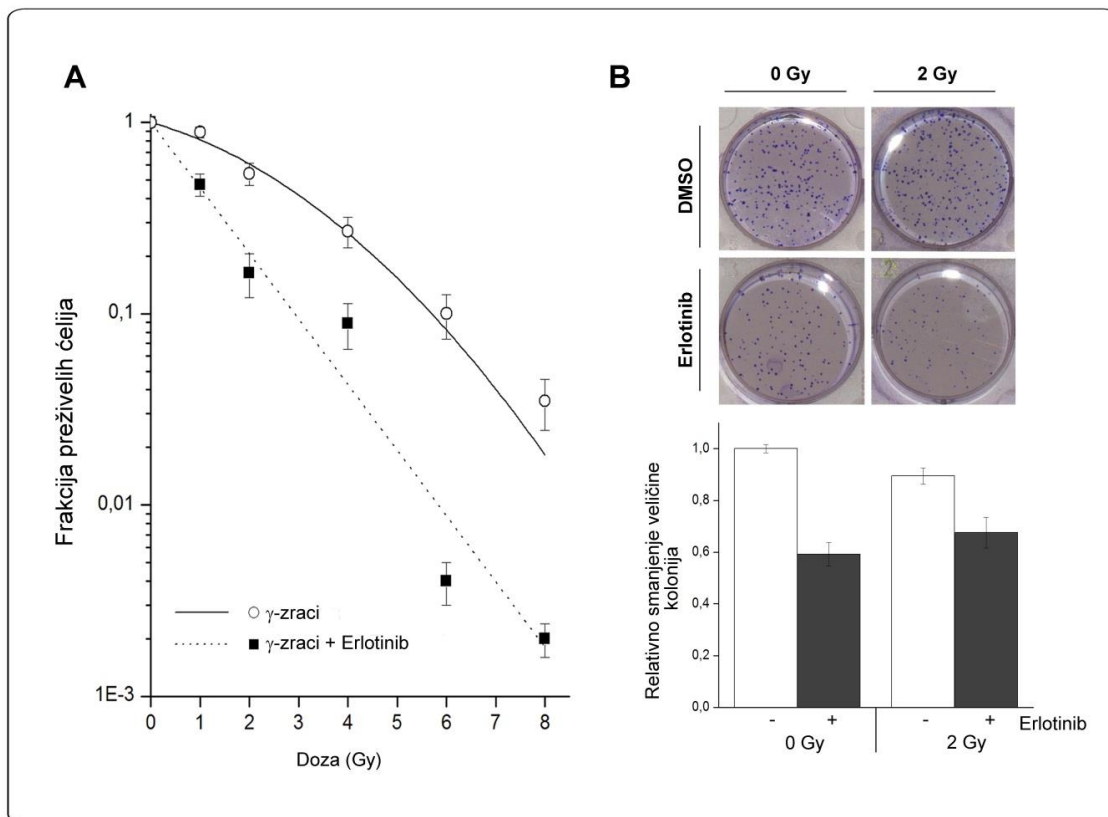 A
Frakcija preživelih ćelija
1
0,1
0,01
1E-3
γ-zraci
γ-zraci + Erlotinib
0 1 2 3 4 5 6 7 8
Doza (Gy)
B
0 Gy 2 Gy
DMSO
Erlotinib
Relativno smanjenje veličine
kolonija
1,0
0,8
0,6
0,4
0,2
0,0
- + - + Erlotinib
0 Gy 2 Gy